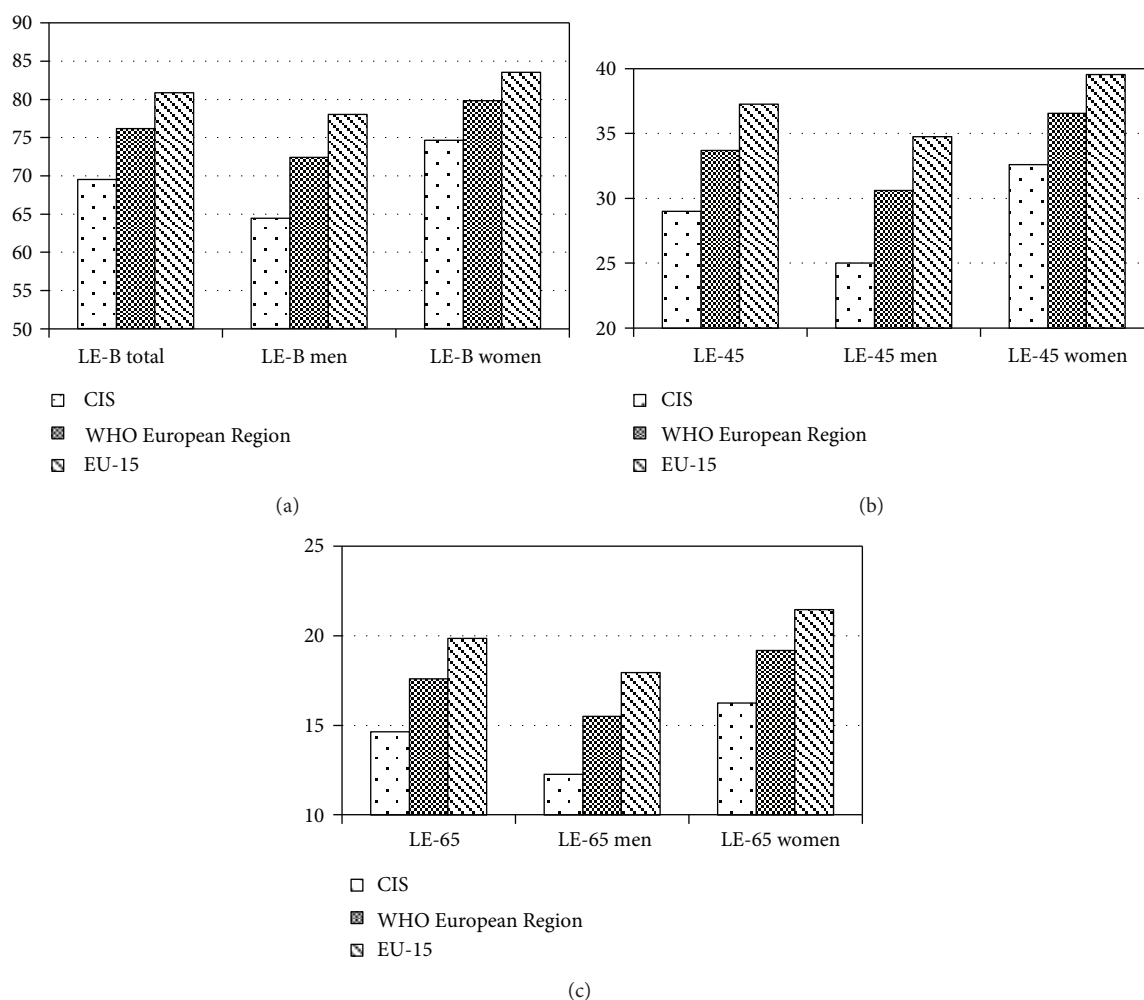 90
85
80
75
70
65
60
55
50
LE-B total LE-B men LE-B women
CIS
WHO European Region
EU-15
(a)
40
35
30
25
20
LE-45 LE-45 men LE-45 women
CIS
WHO European Region
EU-15
(b)
25
20
15
10
LE-65 LE-65 men LE-65 women
CIS
WHO European Region
EU-15
(c)